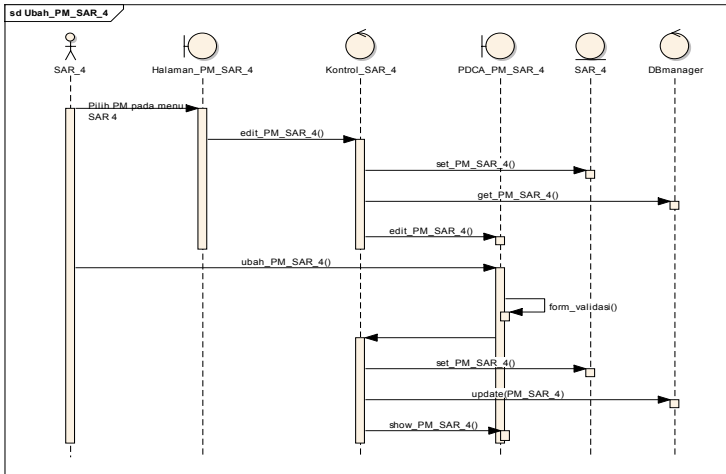 sd Ubah_PM_SAR_4
SAR_4
Halaman_PM_SAR_4
Kontrol_SAR_4
PDCA_PM_SAR_4
SAR_4
DBmanager
Pilih PM pada menu
SAR 4
edit_PM_SAR_4()
set_PM_SAR_4()
get_PM_SAR_4()
edit_PM_SAR_4()
ubah_PM_SAR_4()
form_validasi()
set_PM_SAR_4()
update(PM_SAR_4)
show_PM_SAR_4()